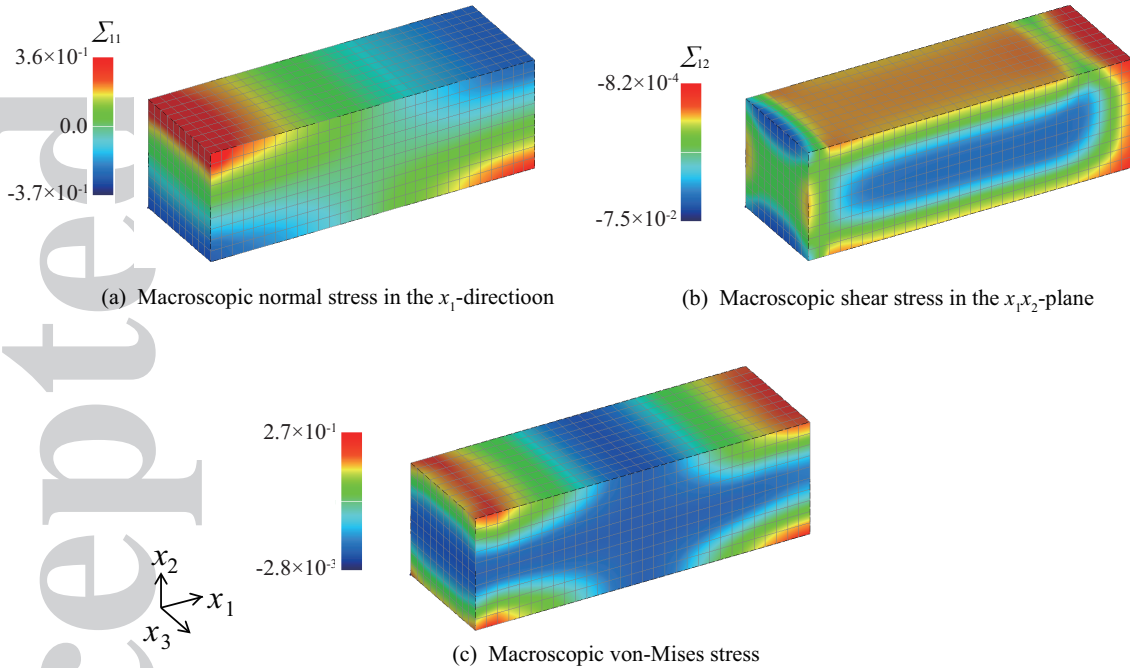 Σ11
3.6×10-1
0.0
-3.7×10-1
(a) Macroscopic normal stress in the x1-directioon
Σ12
-8.2×10-4
-7.5×10-2
(b) Macroscopic shear stress in the x1x2-plane
2.7×10-1
-2.8×10-3
(c) Macroscopic von-Mises stress
x2
x1
x3
cepted